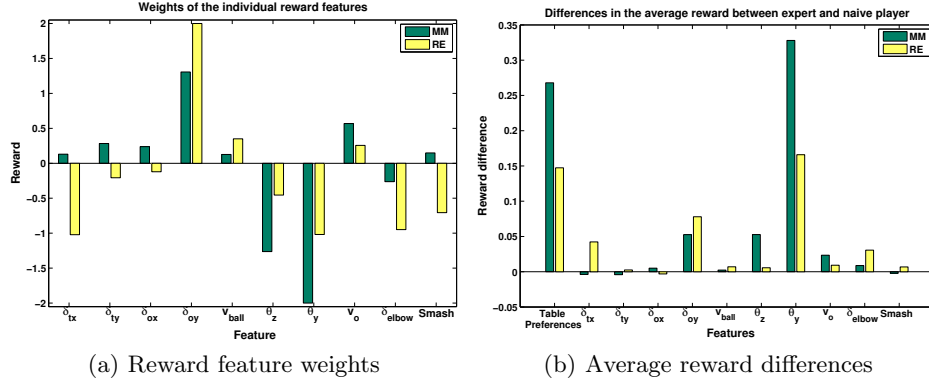 Weights of the individual reward features
MM
RE
2
1.5
1
0.5
0
-0.5
-1
-1.5
-2
Reward
δtx
δty
δox
δoy
vball
θz
θy
vo
δelbow
Smash
Feature
(a) Reward feature weights
Differences in the average reward between expert and naive player
MM
RE
0.35
0.3
0.25
0.2
0.15
0.1
0.05
0
-0.05
Reward difference
Table
Preferences
δtx
δty
δox
δoy
vball
θz
θy
vo
δelbow
Smash
Features
(b) Average reward differences